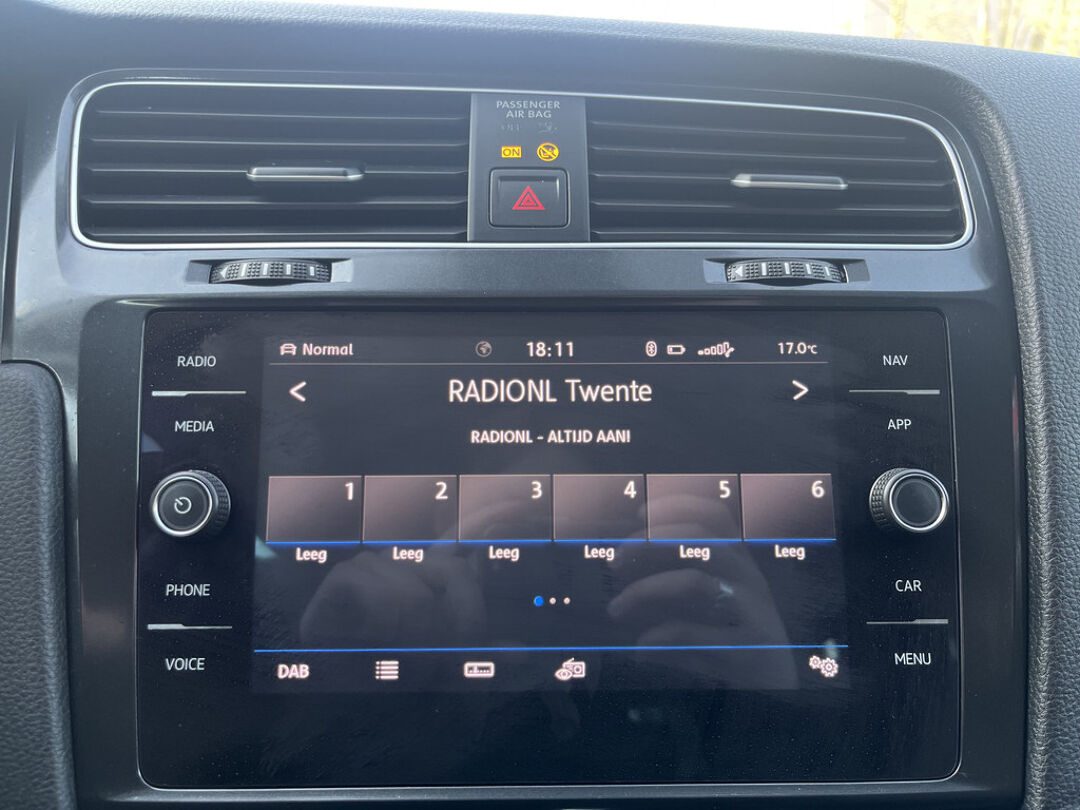 PASSENGER
AIR BAG
OFF
ON
Normal 18:11 17.0°C
RADIO
NAV
< RADIONL Twente >
MEDIA
APP
RADIONL - ALTIJD AAN!
1 2 3 4 5 6
Leeg Leeg Leeg Leeg Leeg Leeg
PHONE
CAR
VOICE
MENU
DAB